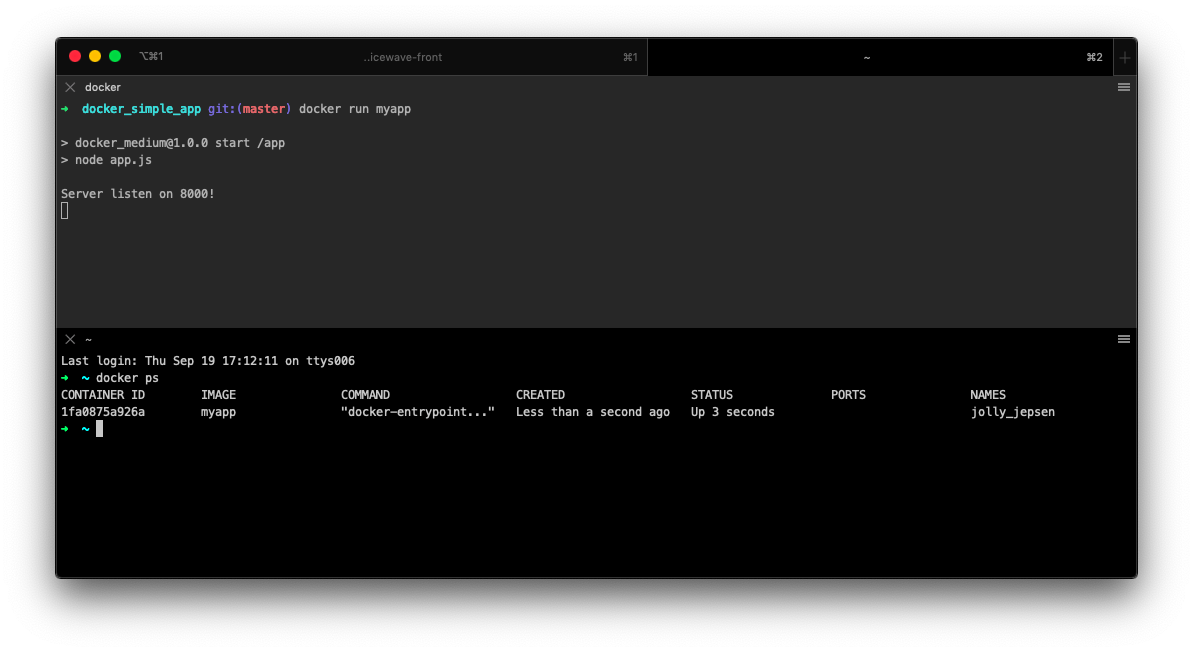 ⌥⌘1 ..icewave-front ⌘1 ~ ⌘2 +
docker
➜ docker_simple_app git:(master) docker run myapp
> docker_medium@1.0.0 start /app
> node app.js
Server listen on 8000!
~
Last login: Thu Sep 19 17:12:11 on ttys006
➜ ~ docker ps
CONTAINER ID IMAGE COMMAND CREATED STATUS PORTS NAMES
1fa0875a926a myapp "docker-entrypoint..." Less than a second ago Up 3 seconds jolly_jepsen
➜ ~